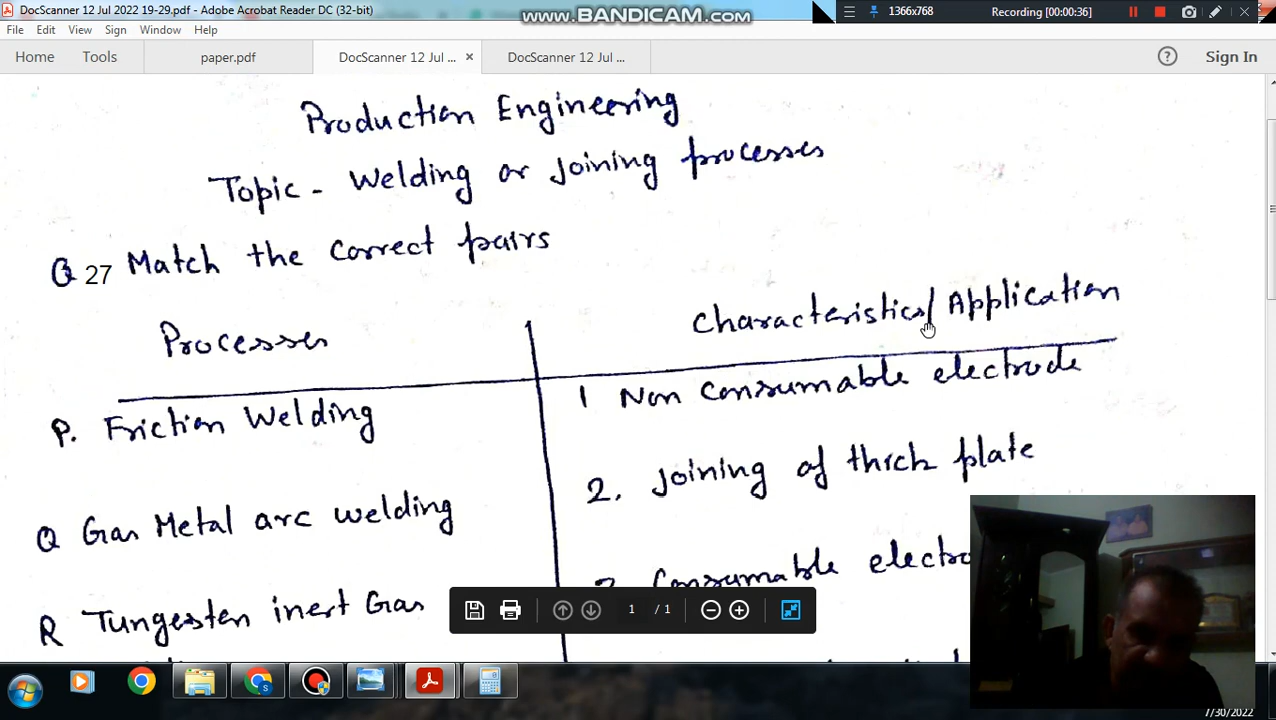 DocScanner 12 Jul 2022 19-29.pdf - Adobe Acrobat Reader DC (32-bit)
www.BANDICAM.com
1366x768
Recording [00:00:36]
File Edit View Sign Window Help
Home Tools paper.pdf DocScanner 12 Jul ... × DocScanner 12 Jul ... Sign In
Production Engineering
Topic - Welding or Joining processes
Q 27 Match the correct pairs
Processes
Characteristics/Application
P. Friction Welding
1 Non Consumable electrode
2. Joining of thick plate
Q Gas Metal arc welding
Consumable electro
R Tungesten inert Gas
1 / 1
7/30/2022